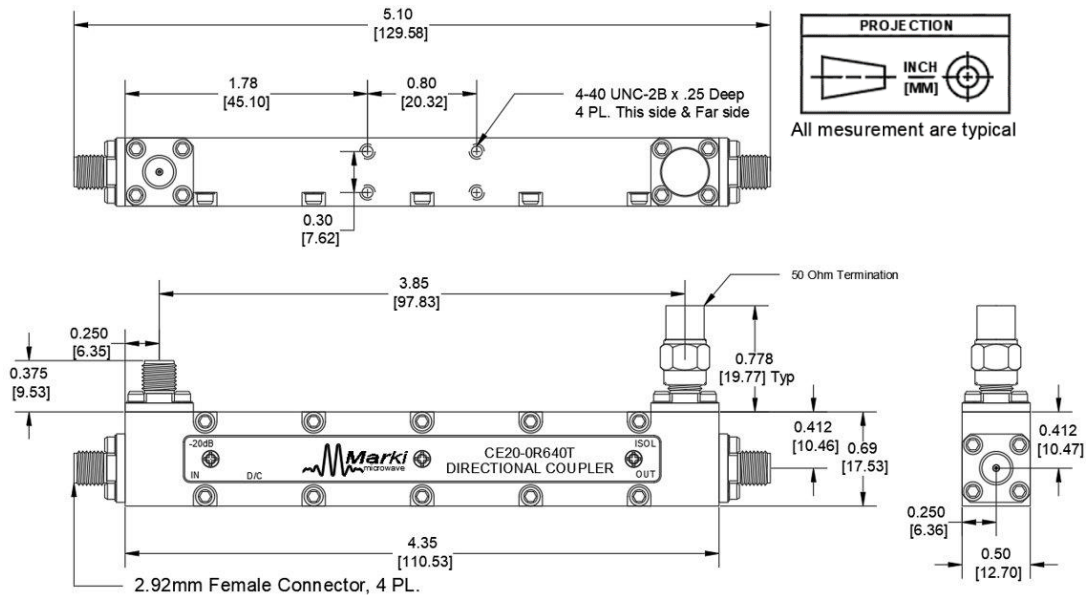 5.10
[129.58]
PROJECTION
INCH
[MM]
All mesurement are typical
1.78
[45.10]
0.80
[20.32]
4-40 UNC-2B x .25 Deep
4 PL. This side & Far side
0.30
[7.62]
3.85
[97.83]
50 Ohm Termination
0.250
[6.35]
0.375
[9.53]
0.778
[19.77] Typ
0.412
[10.46]
0.69
[17.53]
0.412
[10.47]
0.250
[6.36]
0.50
[12.70]
-20dB
IN
D/C
Marki
microwave
CE20-0R640T
DIRECTIONAL COUPLER
ISOL
OUT
4.35
[110.53]
2.92mm Female Connector, 4 PL.